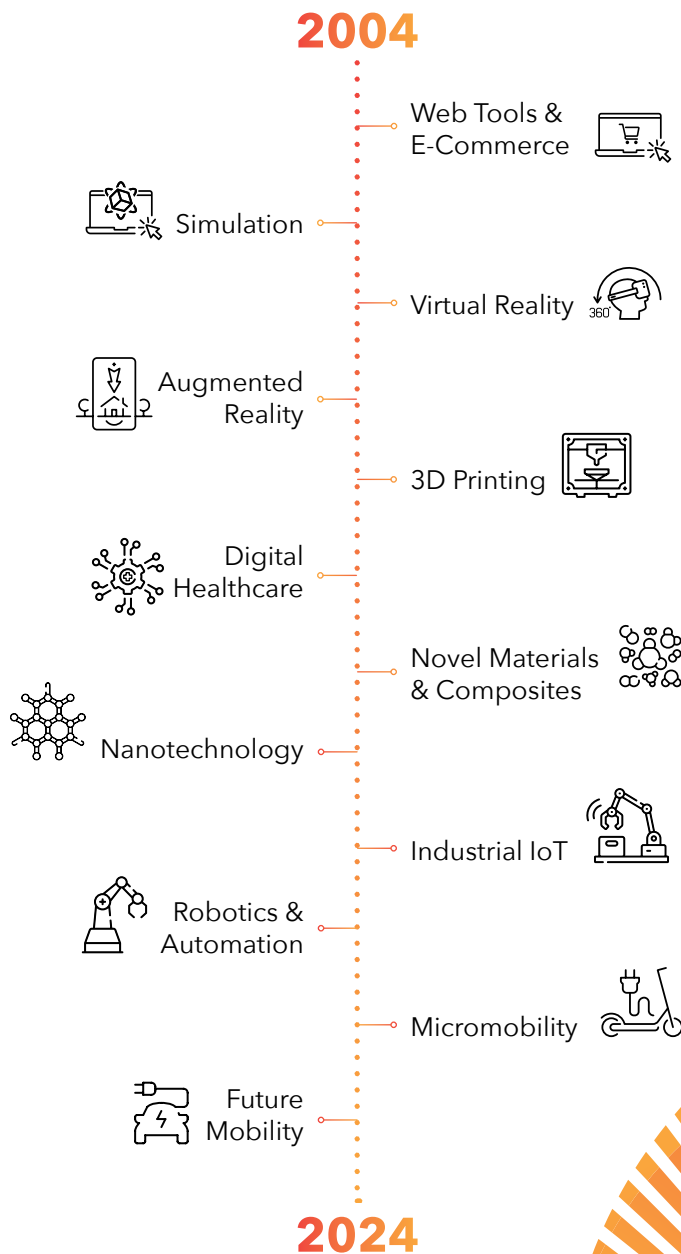 2004
Web Tools &
E-Commerce
Simulation
Virtual Reality
360°
Augmented
Reality
3D Printing
Digital
Healthcare
Novel Materials
& Composites
Nanotechnology
Industrial IoT
Robotics &
Automation
Micromobility
Future
Mobility
2024